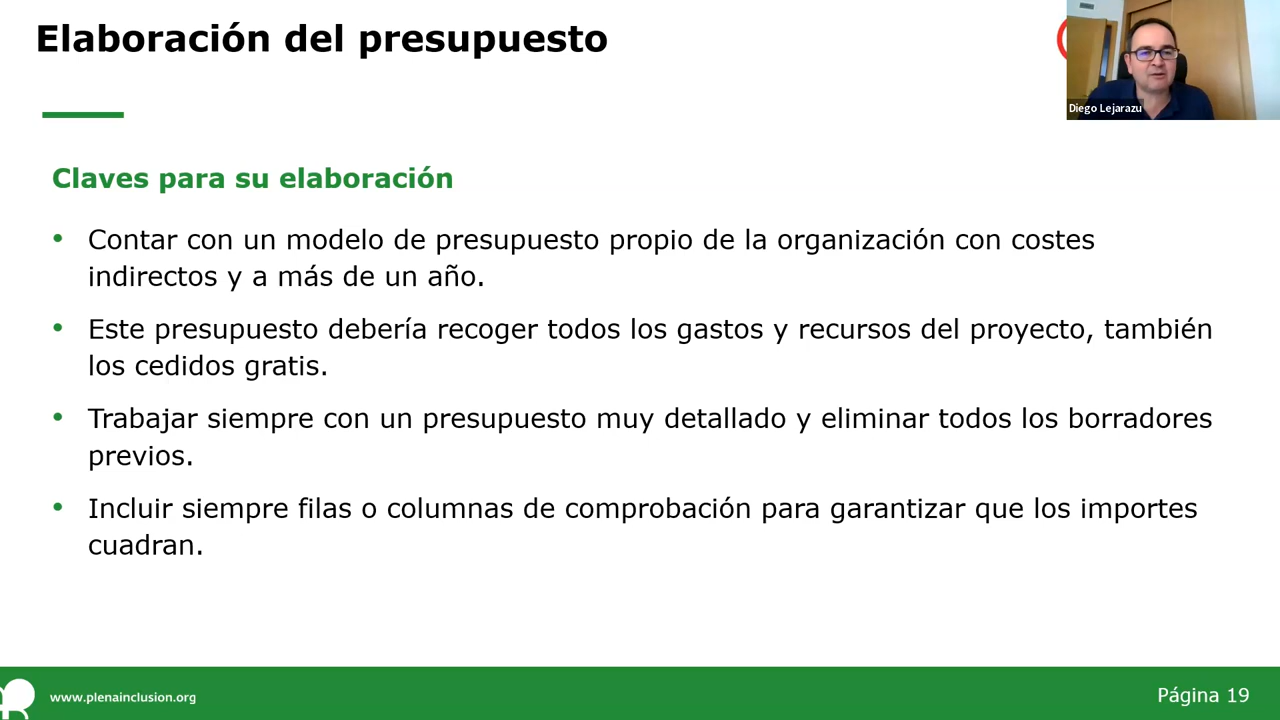 Elaboración del presupuesto
Diego Lejarazu
Claves para su elaboración
• Contar con un modelo de presupuesto propio de la organización con costes
indirectos y a más de un año.
• Este presupuesto debería recoger todos los gastos y recursos del proyecto, también
los cedidos gratis.
• Trabajar siempre con un presupuesto muy detallado y eliminar todos los borradores
previos.
• Incluir siempre filas o columnas de comprobación para garantizar que los importes
cuadran.
www.plenainclusion.org
Página 19